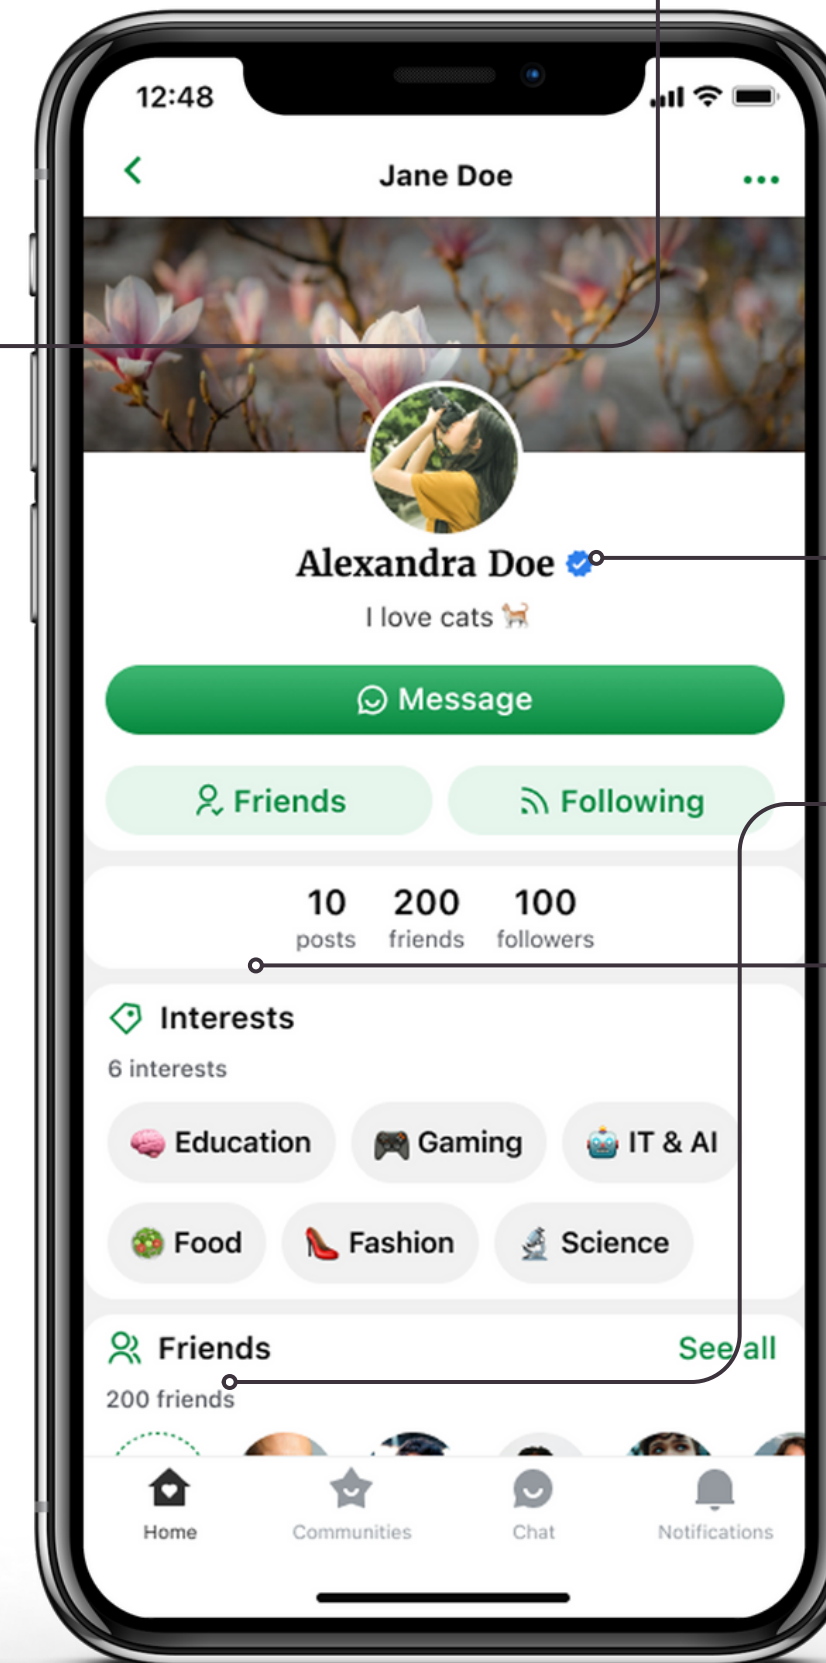 12:48
Jane Doe
Alexandra Doe
I love cats
Message
Friends Following
10 200 100
posts friends followers
Interests
6 interests
Education Gaming IT & AI
Food Fashion Science
Friends See all
200 friends
Home Communities Chat Notifications